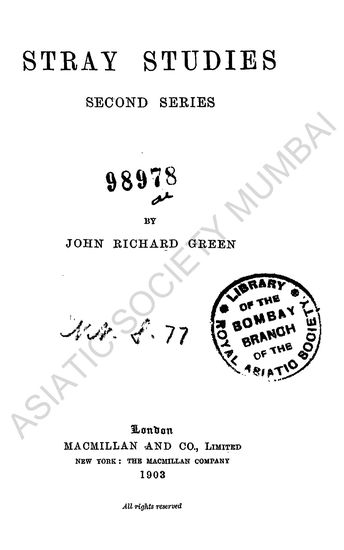 STRAY STUDIES
SECOND SERIES
98978
BY
JOHN RICHARD GREEN
77
LIBRARY
OF THE
BOMBAY
BRANCH
OF THE
ROYAL ASIATIC SOCIETY.
London
MACMILLAN AND CO., LIMITED
NEW YORK : THE MACMILLAN COMPANY
1903
All rights reserved
ASIATIC SOCIETY MUMBAI